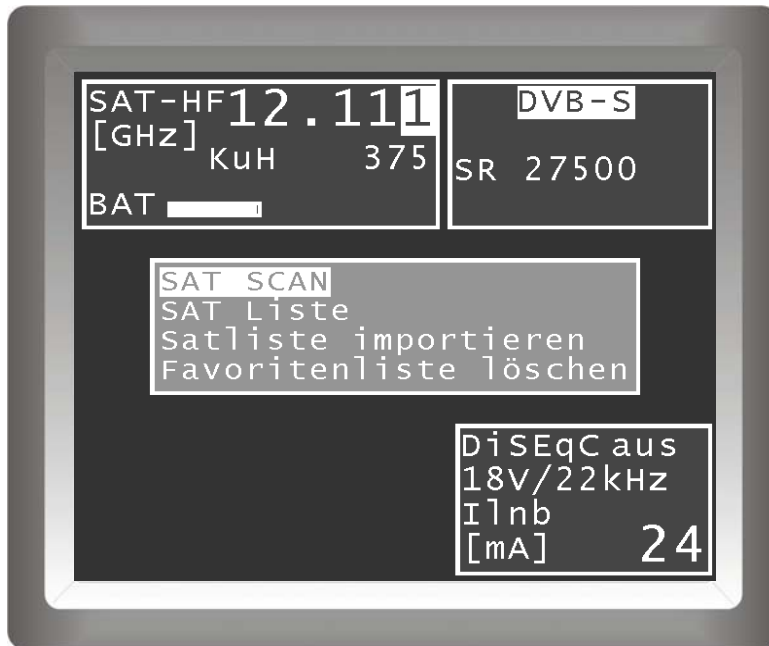 SAT-HF 12.111
[GHz]
KuH 375
BAT
DVB-S
SR 27500
SAT SCAN
SAT Liste
Satliste importieren
Favoritenliste löschen
DiSEqC aus
18V/22kHz
Ilnb
[mA] 24